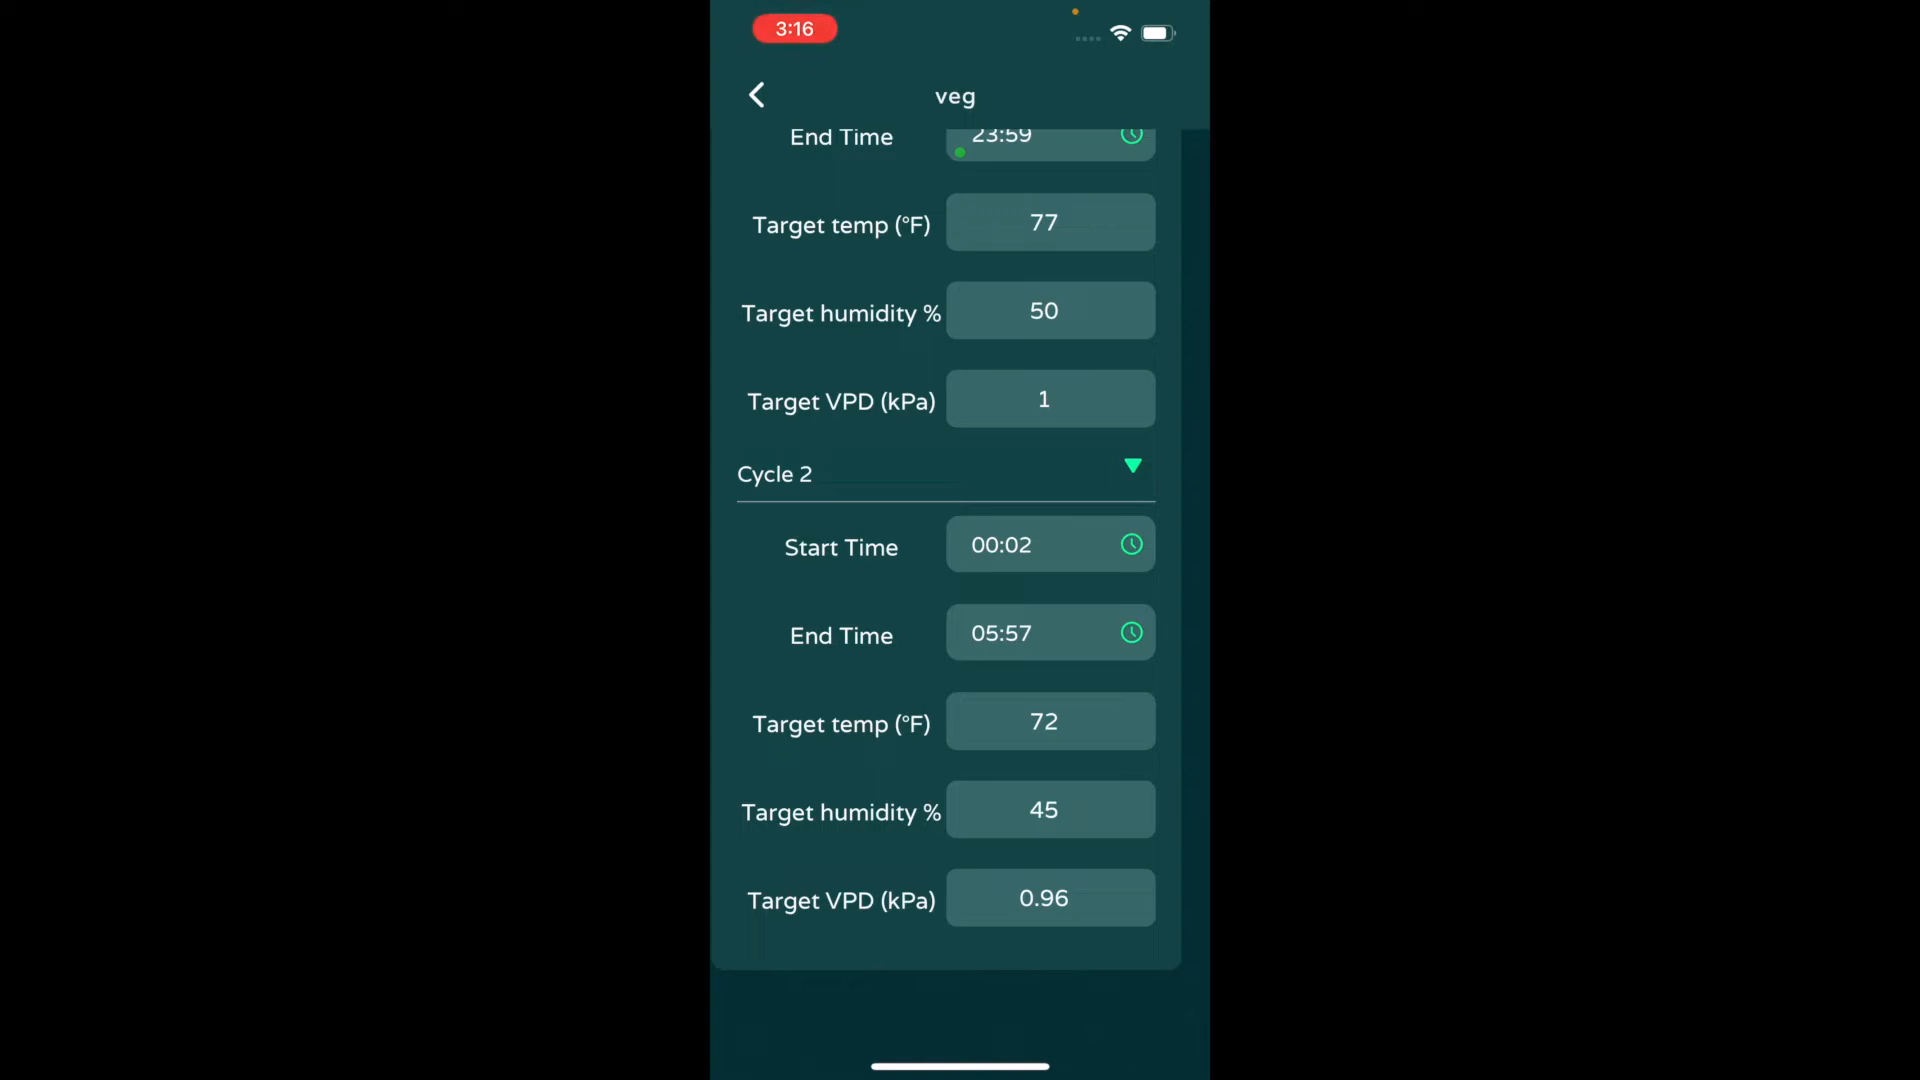 3:16
veg
End Time 23:59
Target temp (°F) 77
Target humidity % 50
Target VPD (kPa) 1
Cycle 2
Start Time 00:02
End Time 05:57
Target temp (°F) 72
Target humidity % 45
Target VPD (kPa) 0.96